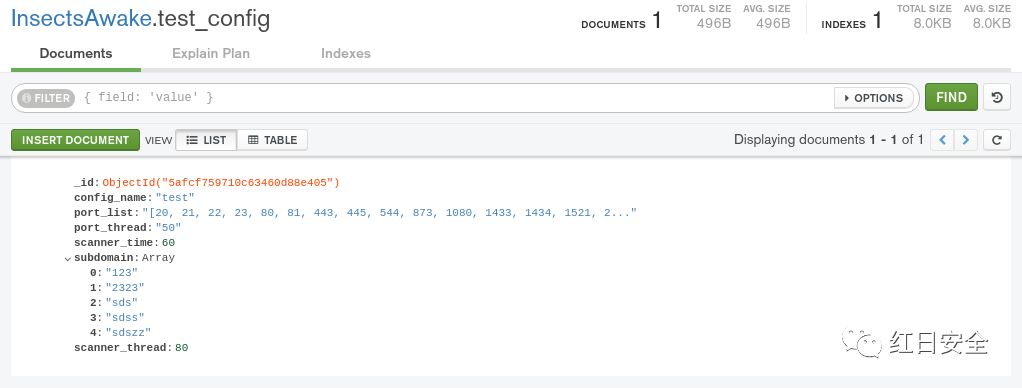 InsectsAwake.test_config
DOCUMENTS 1 TOTAL SIZE 496B AVG. SIZE 496B INDEXES 1 TOTAL SIZE 8.0KB AVG. SIZE 8.0KB
Documents Explain Plan Indexes
FILTER { field: 'value' } OPTIONS FIND
INSERT DOCUMENT VIEW LIST TABLE Displaying documents 1 - 1 of 1
_id: ObjectId("5afcf759710c63460d88e405")
config_name: "test"
port_list: "[20, 21, 22, 23, 80, 81, 443, 445, 544, 873, 1080, 1433, 1434, 1521, 2..."
port_thread: "50"
scanner_time: 60
subdomain: Array
0: "123"
1: "2323"
2: "sds"
3: "sdss"
4: "sdszz"
scanner_thread: 80
红日安全